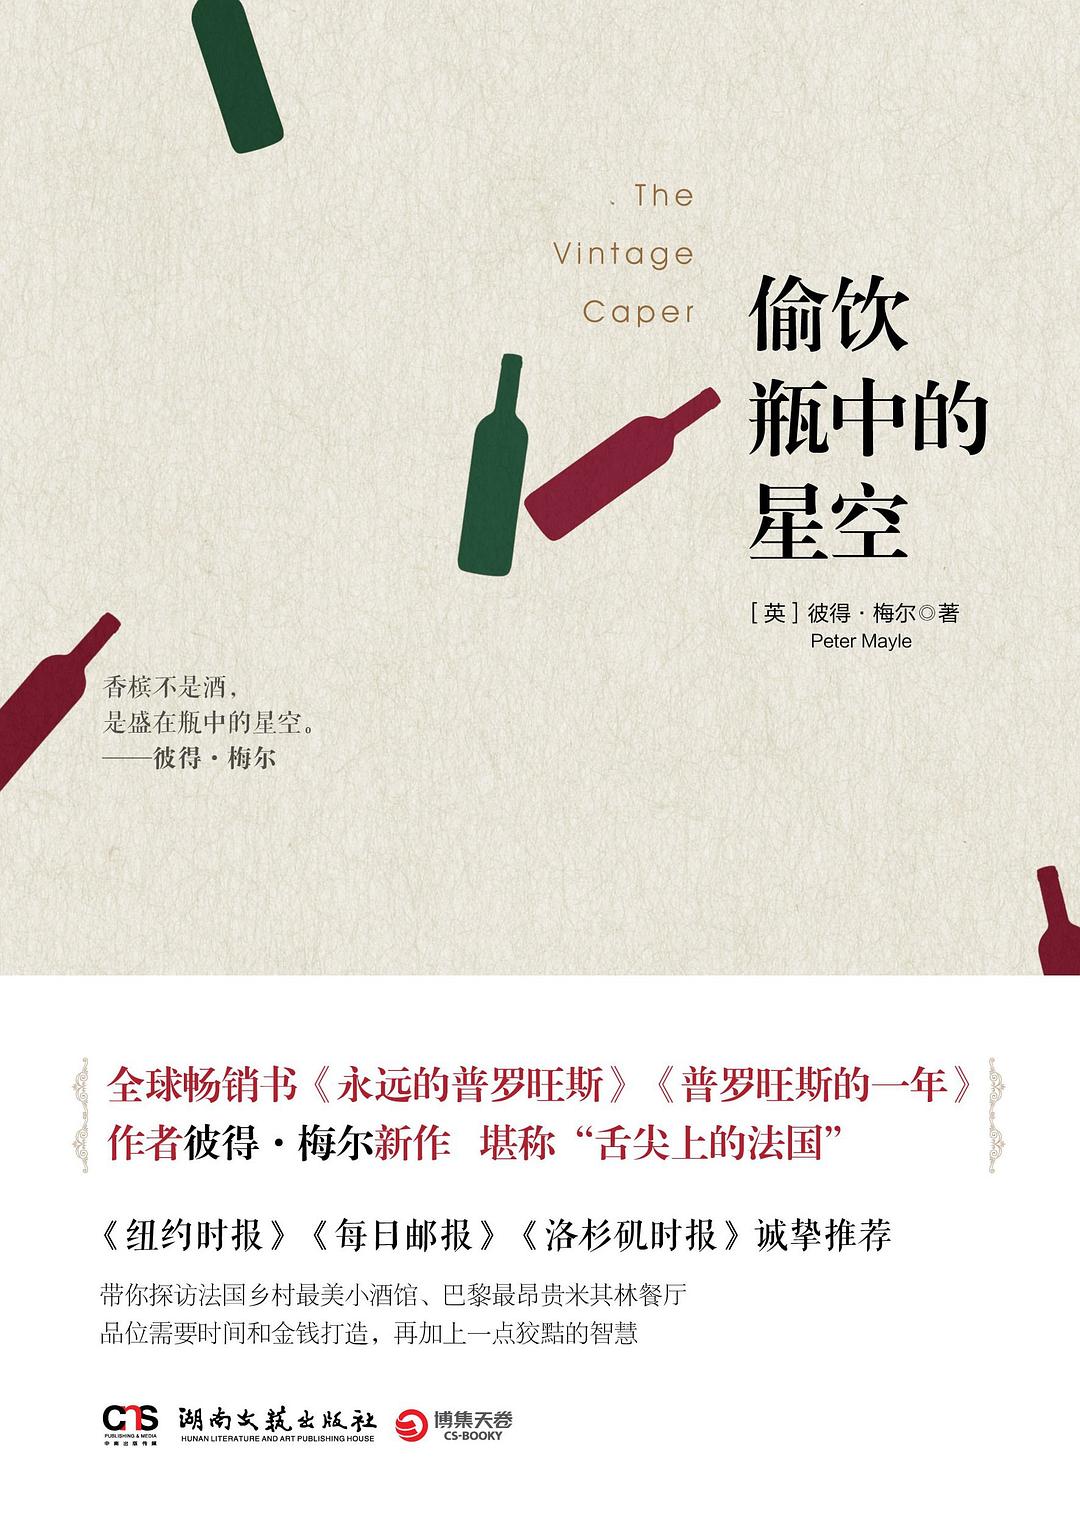 The
Vintage
Caper
偷饮
瓶中的
星空
[英]彼得·梅尔◎著
Peter Mayle
香槟不是酒，
是盛在瓶中的星空。
——彼得·梅尔
全球畅销书《永远的普罗旺斯》《普罗旺斯的一年》
作者彼得·梅尔新作 堪称“舌尖上的法国”
《纽约时报》《每日邮报》《洛杉矶时报》诚挚推荐
带你探访法国乡村最美小酒馆、巴黎最昂贵米其林餐厅
品位需要时间和金钱打造，再加上一点狡黠的智慧
CNS
PUBLISHING & MEDIA
中南出版传媒
湖南文艺出版社
HUNAN LITERATURE AND ART PUBLISHING HOUSE
博集天卷
CS-BOOKY